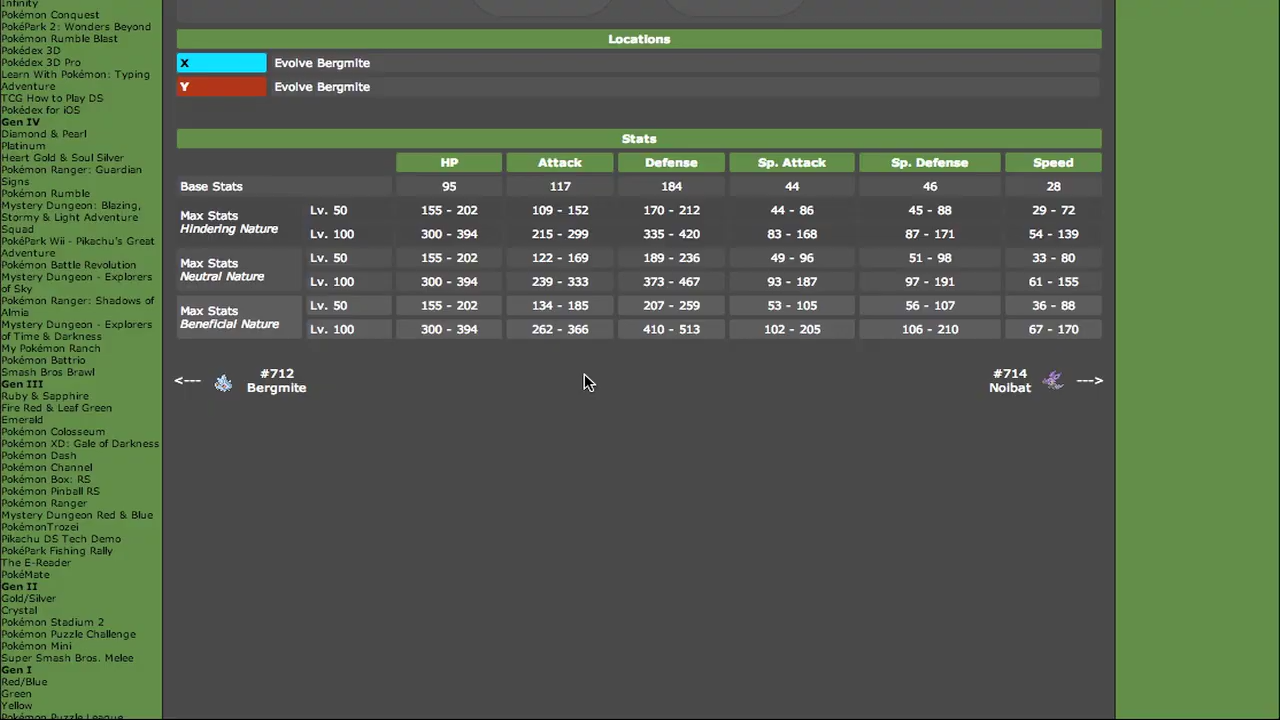 Infinity
Pokémon Conquest
PokéPark 2: Wonders Beyond
Pokémon Rumble Blast
Pokédex 3D
Pokédex 3D Pro
Learn With Pokémon: Typing
Adventure
TCG How to Play DS
Pokédex for iOS
Gen IV
Diamond & Pearl
Platinum
Heart Gold & Soul Silver
Pokémon Ranger: Guardian
Signs
Pokémon Rumble
Mystery Dungeon: Blazing,
Stormy & Light Adventure
Squad
PokéPark Wii - Pikachu's Great
Adventure
Pokémon Battle Revolution
Mystery Dungeon - Explorers
of Sky
Pokémon Ranger: Shadows of
Almia
Mystery Dungeon - Explorers
of Time & Darkness
My Pokémon Ranch
Pokémon Battrio
Smash Bros Brawl
Gen III
Ruby & Sapphire
Fire Red & Leaf Green
Emerald
Pokémon Colosseum
Pokémon XD: Gale of Darkness
Pokémon Dash
Pokémon Channel
Pokémon Box: RS
Pokémon Pinball RS
Pokémon Ranger
Mystery Dungeon Red & Blue
PokémonTrozei
Pikachu DS Tech Demo
PokéPark Fishing Rally
The E-Reader
PokéMate
Gen II
Gold/Silver
Crystal
Pokémon Stadium 2
Pokémon Puzzle Challenge
Pokémon Mini
Super Smash Bros. Melee
Gen I
Red/Blue
Green
Yellow
Pokémon Puzzle League
Locations
X Evolve Bergmite
Y Evolve Bergmite
Stats
HP Attack Defense Sp. Attack Sp. Defense Speed
Base Stats 95 117 184 44 46 28
Max Stats
Hindering Nature
Lv. 50 155 - 202 109 - 152 170 - 212 44 - 86 45 - 88 29 - 72
Lv. 100 300 - 394 215 - 299 335 - 420 83 - 168 87 - 171 54 - 139
Max Stats
Neutral Nature
Lv. 50 155 - 202 122 - 169 189 - 236 49 - 96 51 - 98 33 - 80
Lv. 100 300 - 394 239 - 333 373 - 467 93 - 187 97 - 191 61 - 155
Max Stats
Beneficial Nature
Lv. 50 155 - 202 134 - 185 207 - 259 53 - 105 56 - 107 36 - 88
Lv. 100 300 - 394 262 - 366 410 - 513 102 - 205 106 - 210 67 - 170
<--- #712
Bergmite
#714 --->
Noibat